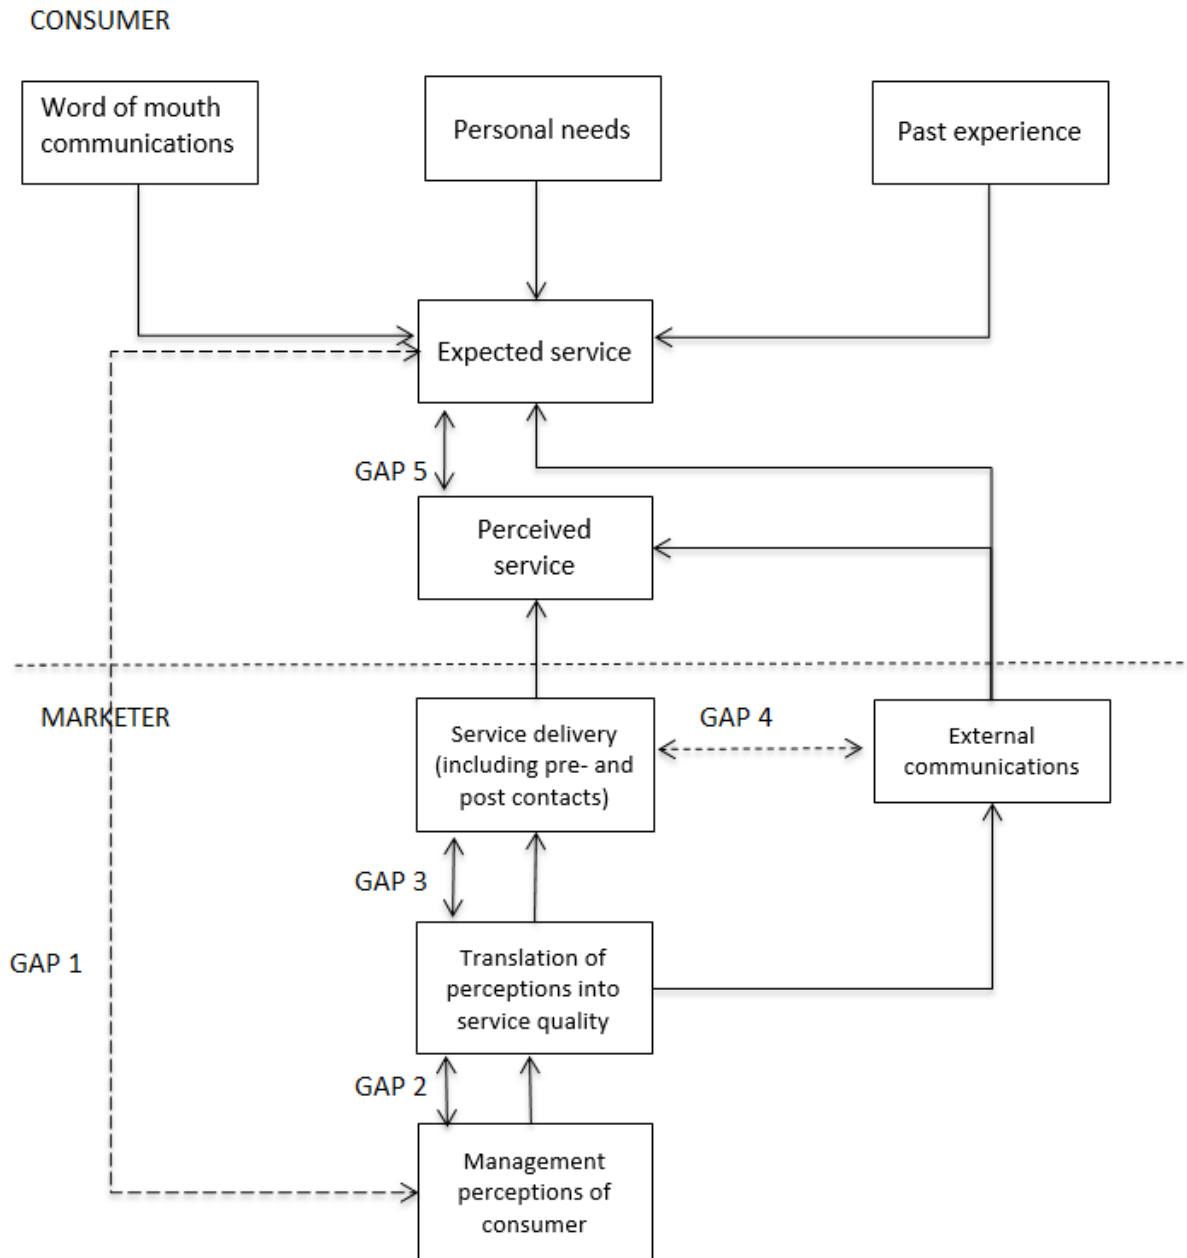 CONSUMER
Word of mouth
communications
Personal needs
Past experience
Expected service
GAP 5
Perceived
service
MARKETER
Service delivery
(including pre- and
post contacts)
GAP 4
External
communications
GAP 3
Translation of
perceptions into
service quality
GAP 1
GAP 2
Management
perceptions of
consumer